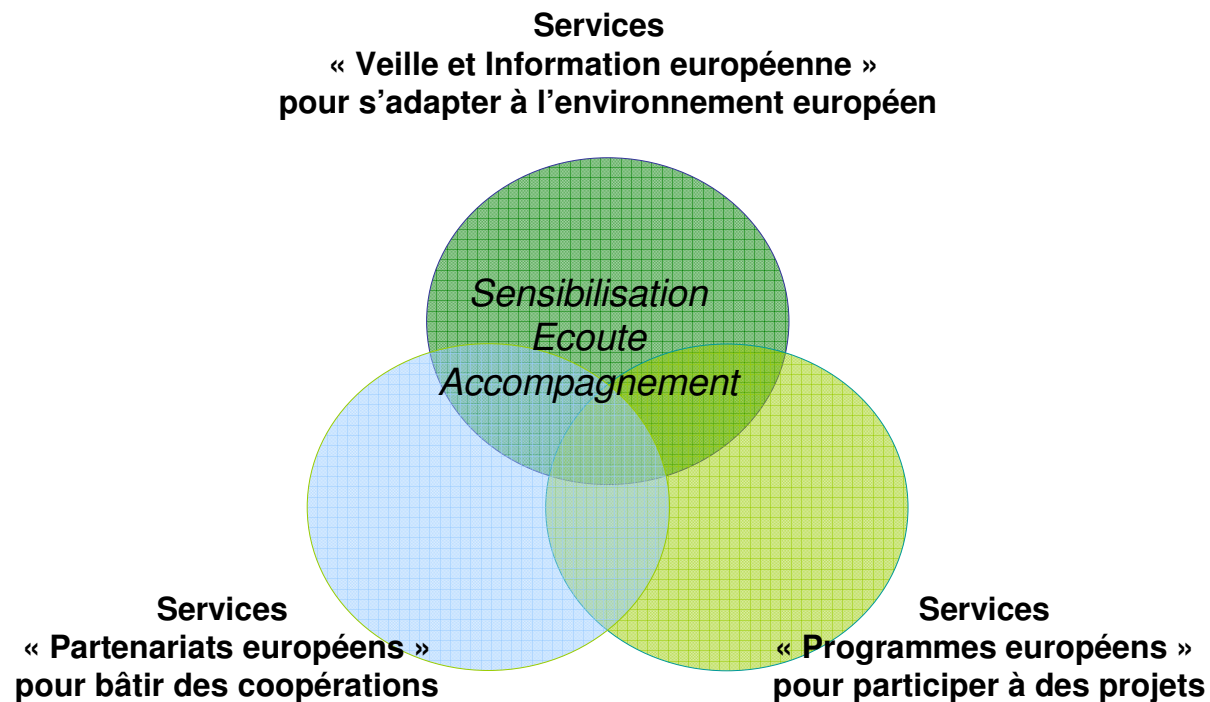 Services
« Veille et Information européenne »
pour s’adapter à l’environnement européen
Sensibilisation
Ecoute
Accompagnement
Services
« Partenariats européens »
pour bâtir des coopérations
Services
« Programmes européens »
pour participer à des projets